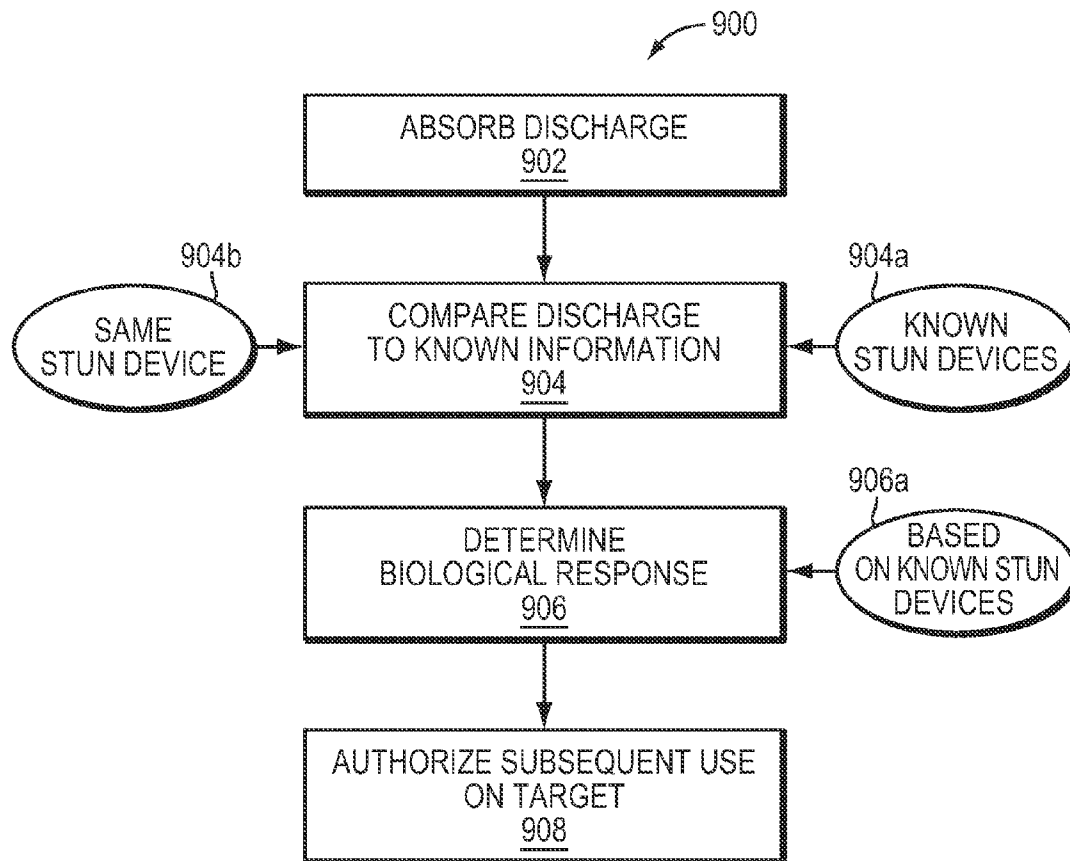 900
ABSORB DISCHARGE
902
904b
904a
SAME
STUN DEVICE
COMPARE DISCHARGE
TO KNOWN INFORMATION
904
KNOWN
STUN DEVICES
906a
DETERMINE
BIOLOGICAL RESPONSE
906
BASED
ON KNOWN STUN
DEVICES
AUTHORIZE SUBSEQUENT USE
ON TARGET
908